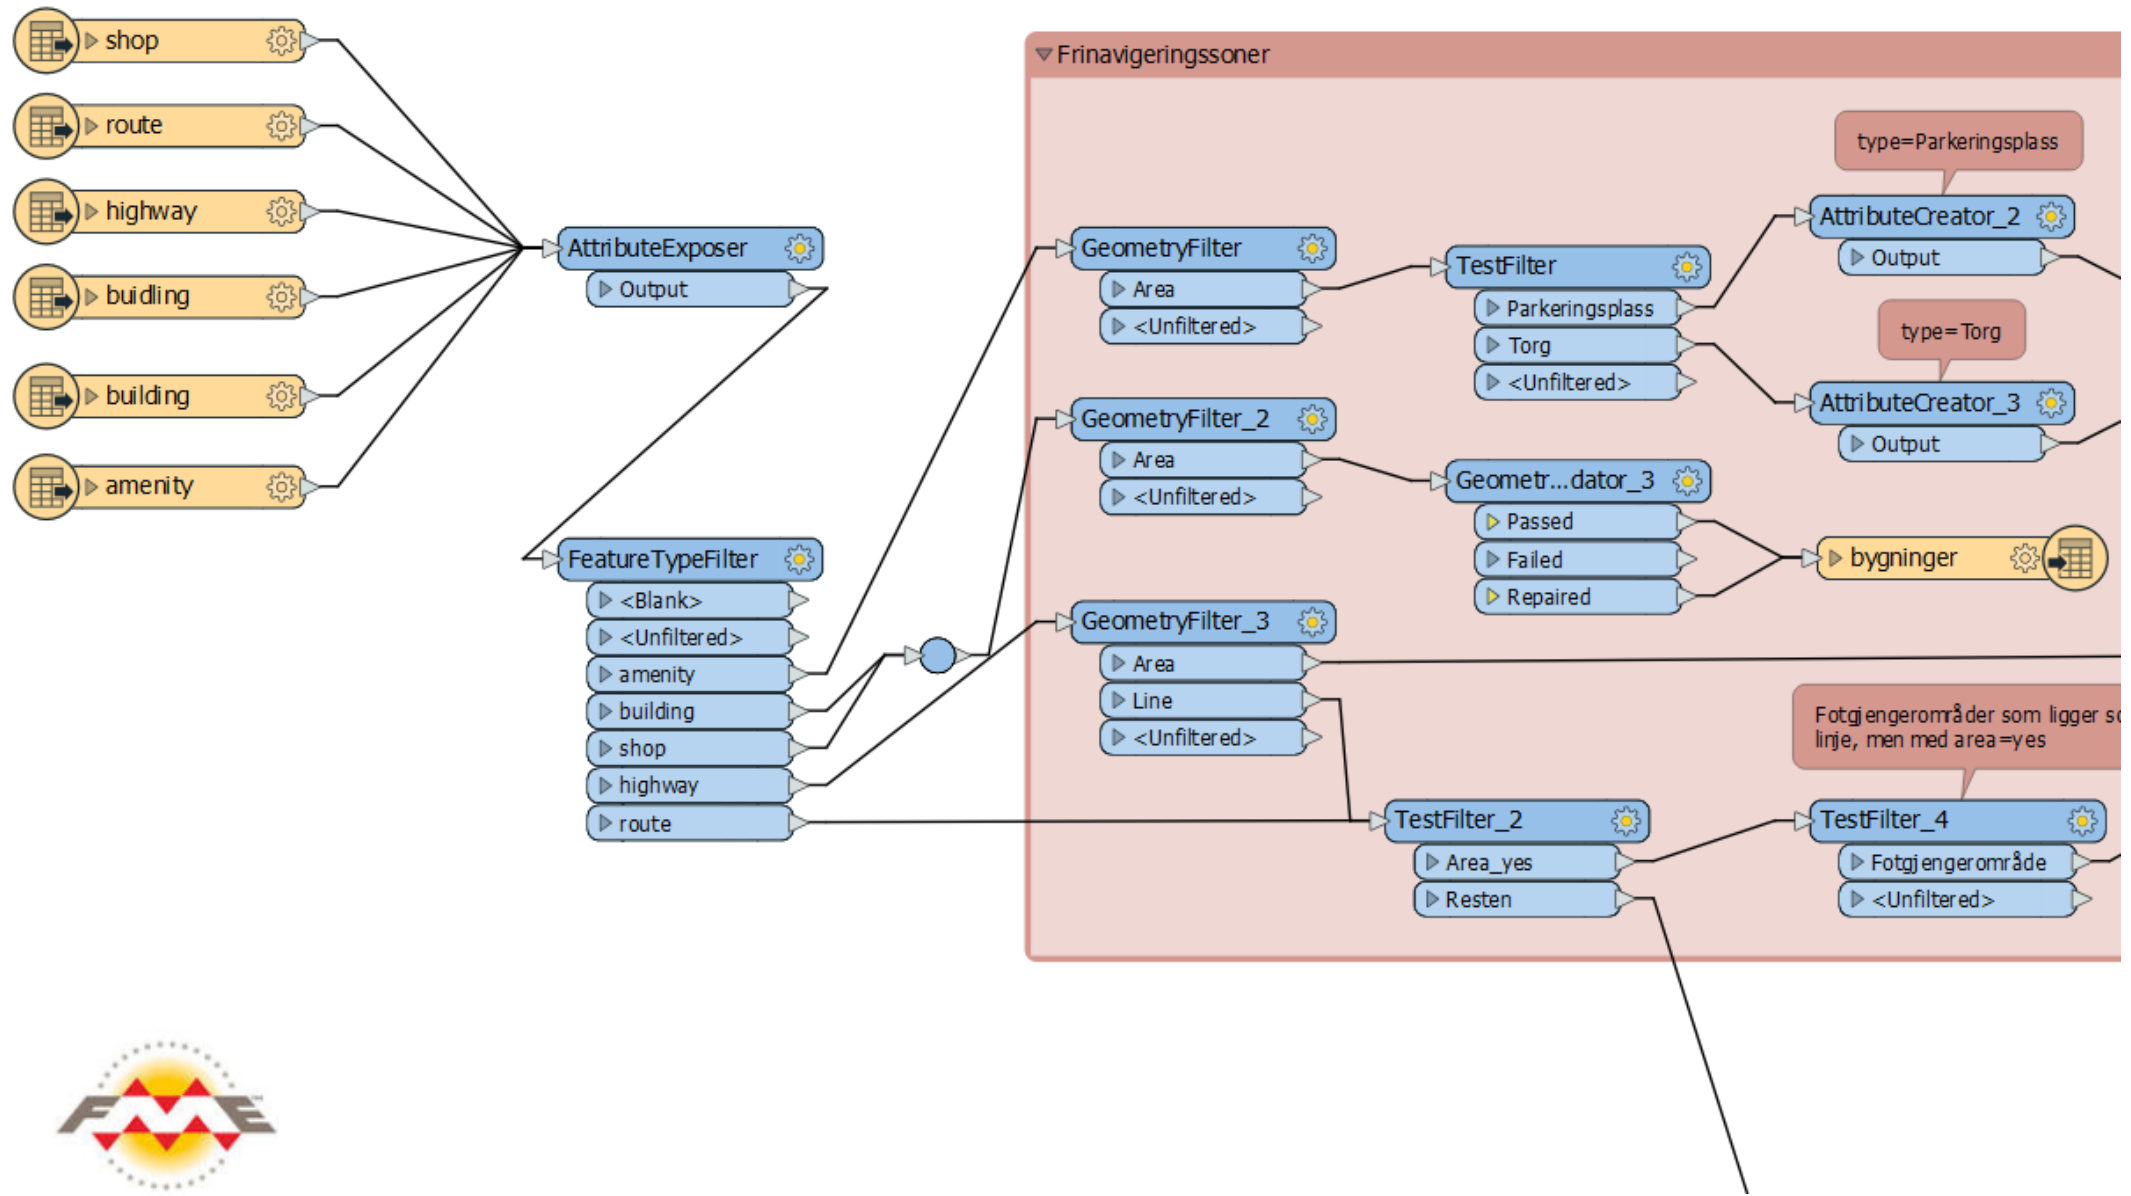 shop
route
highway
buidling
building
amenity
AttributeExposer
Output
FeatureTypeFilter
<Blank>
<Unfiltered>
amenity
building
shop
highway
route
Frinavigeringssoner
GeometryFilter
Area
<Unfiltered>
GeometryFilter_2
Area
<Unfiltered>
GeometryFilter_3
Area
Line
<Unfiltered>
TestFilter
Parkeringsplass
Torg
<Unfiltered>
Geometr...dator_3
Passed
Failed
Repaired
type=Parkeringsplass
AttributeCreator_2
Output
type=Torg
AttributeCreator_3
Output
bygninger
TestFilter_2
Area_yes
Resten
Fotgjengerområder som ligger
linje, men med area=yes
TestFilter_4
Fotgjengerområde
<Unfiltered>
FME